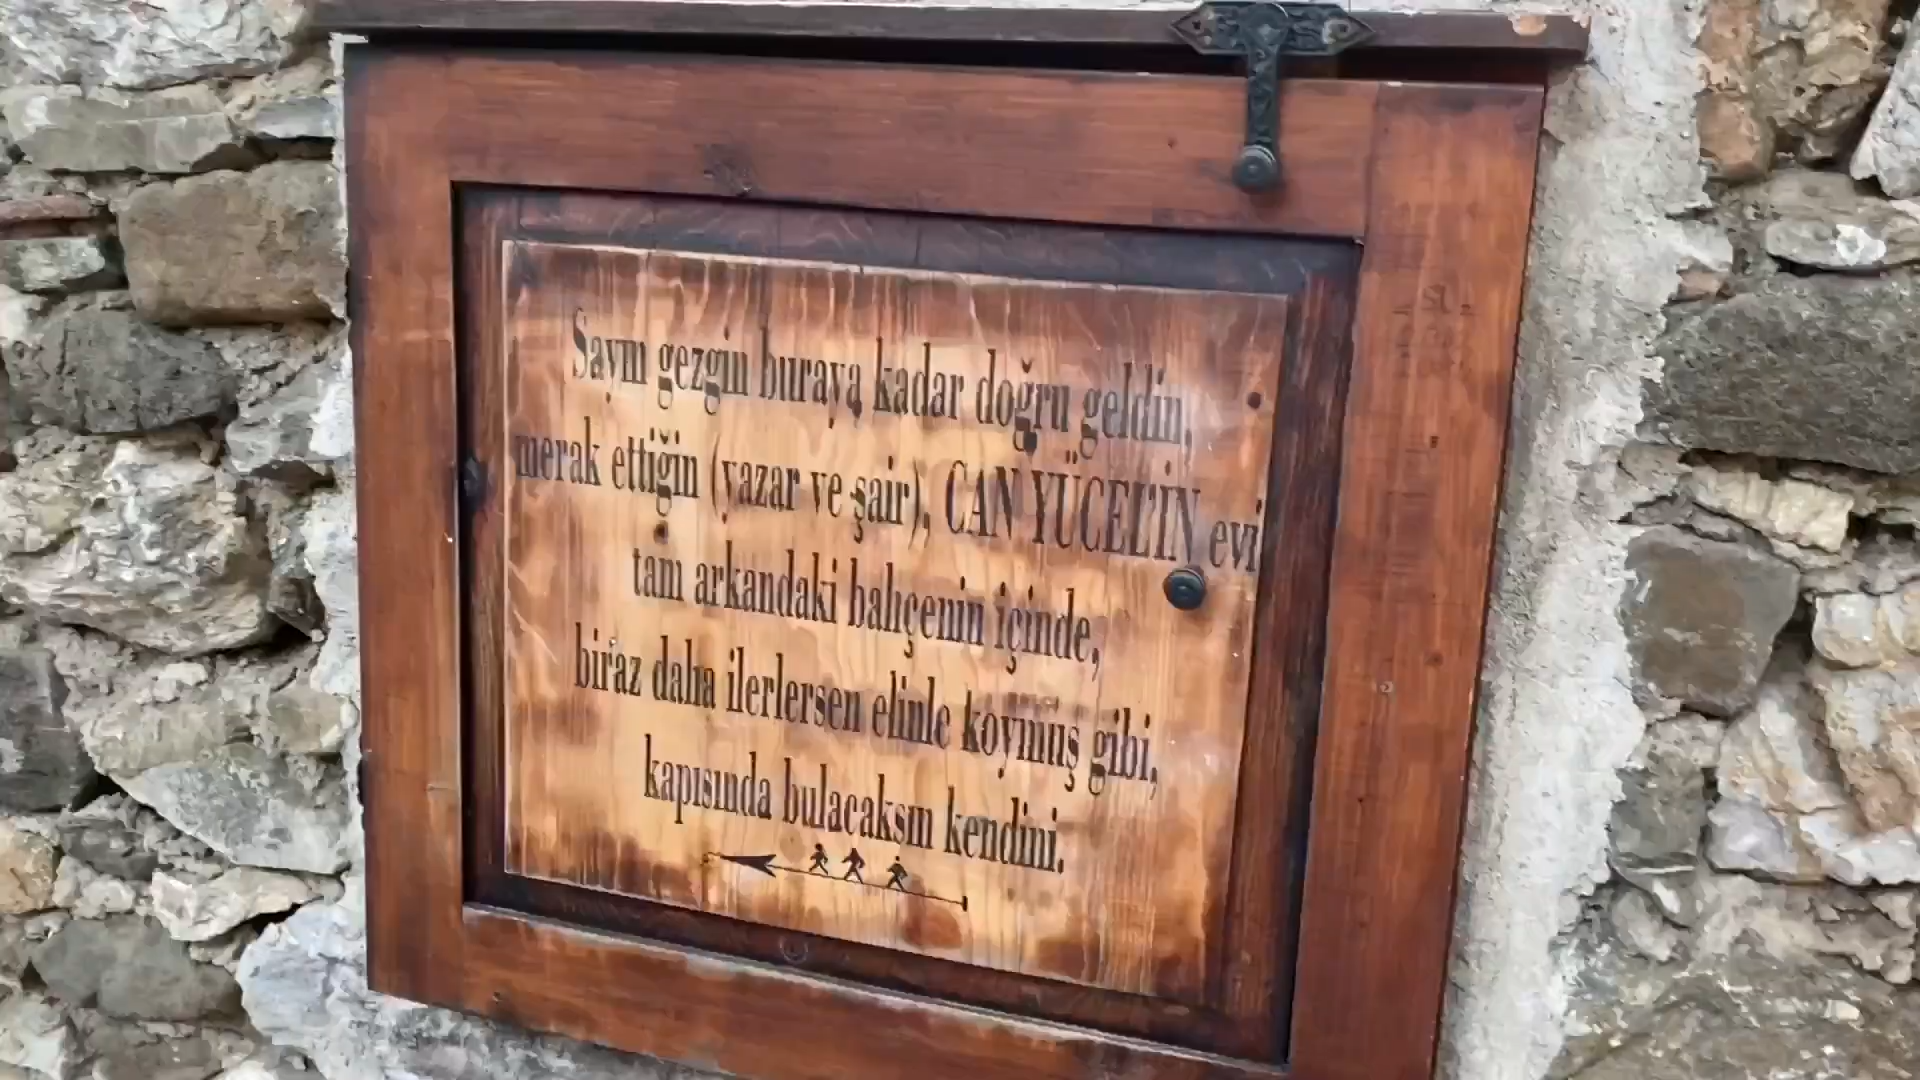 Sayın gezgin buraya kadar doğru geldin,
merak ettiğin (yazar ve şair), CAN YÜCEL'İN evi
tam arkandaki bahçenin içinde,
biraz daha ilerlersen elinle koymuş gibi,
kapısında bulacaksın kendini.